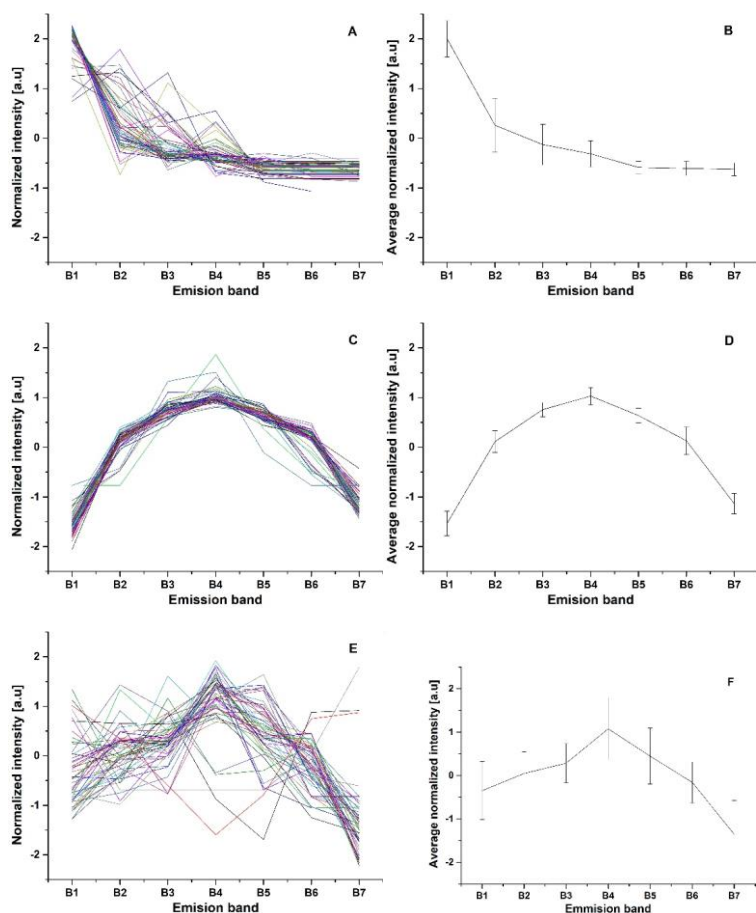 A
Normalized intensity [a.u]
2
1
0
-1
-2
B1 B2 B3 B4 B5 B6 B7
Emision band
B
Average normalized intensity [a.u]
2
1
0
-1
-2
B1 B2 B3 B4 B5 B6 B7
Emision band
C
Normalized intensity [a.u]
2
1
0
-1
-2
B1 B2 B3 B4 B5 B6 B7
Emission band
D
Average normalized intensity [a.u]
2
1
0
-1
-2
B1 B2 B3 B4 B5 B6 B7
Emission band
E
Normalized intensity [a.u]
2
1
0
-1
-2
B1 B2 B3 B4 B5 B6 B7
Emission band
F
Average normalized intensity [a.u]
2
1
0
-1
-2
B1 B2 B3 B4 B5 B6 B7
Emmision band